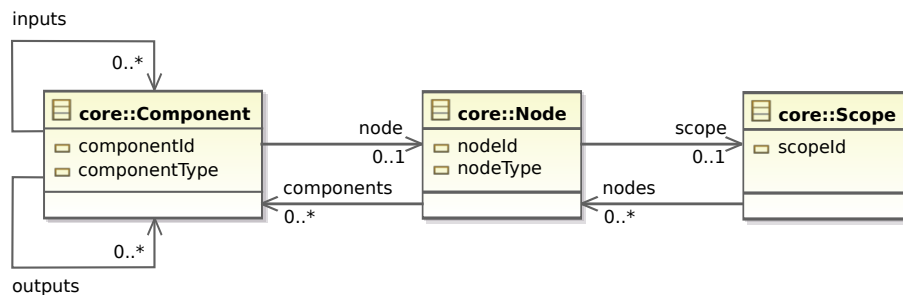 inputs
0..*
core::Component
componentId
componentType
node
0..1
components
0..*
core::Node
nodeId
nodeType
scope
0..1
nodes
0..*
core::Scope
scopeId
0..*
outputs